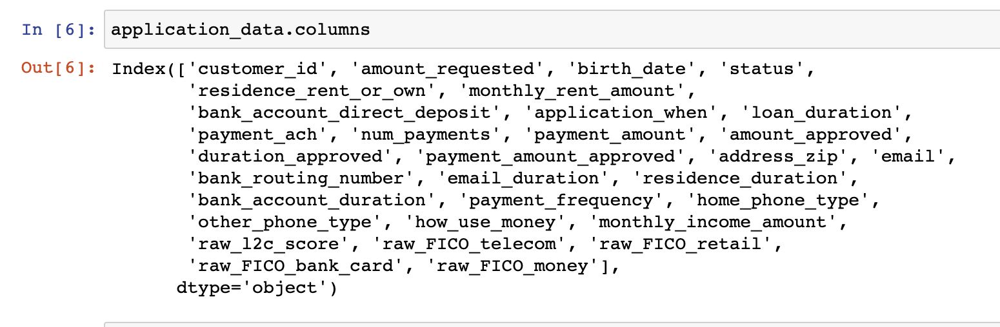 In [6]: application_data.columns
Out[6]: Index(['customer_id', 'amount_requested', 'birth_date', 'status',
'residence_rent_or_own', 'monthly_rent_amount',
'bank_account_direct_deposit', 'application_when', 'loan_duration',
'payment_ach', 'num_payments', 'payment_amount', 'amount_approved',
'duration_approved', 'payment_amount_approved', 'address_zip', 'email',
'bank_routing_number', 'email_duration', 'residence_duration',
'bank_account_duration', 'payment_frequency', 'home_phone_type',
'other_phone_type', 'how_use_money', 'monthly_income_amount',
'raw_l2c_score', 'raw_FICO_telecom', 'raw_FICO_retail',
'raw_FICO_bank_card', 'raw_FICO_money'],
dtype='object')